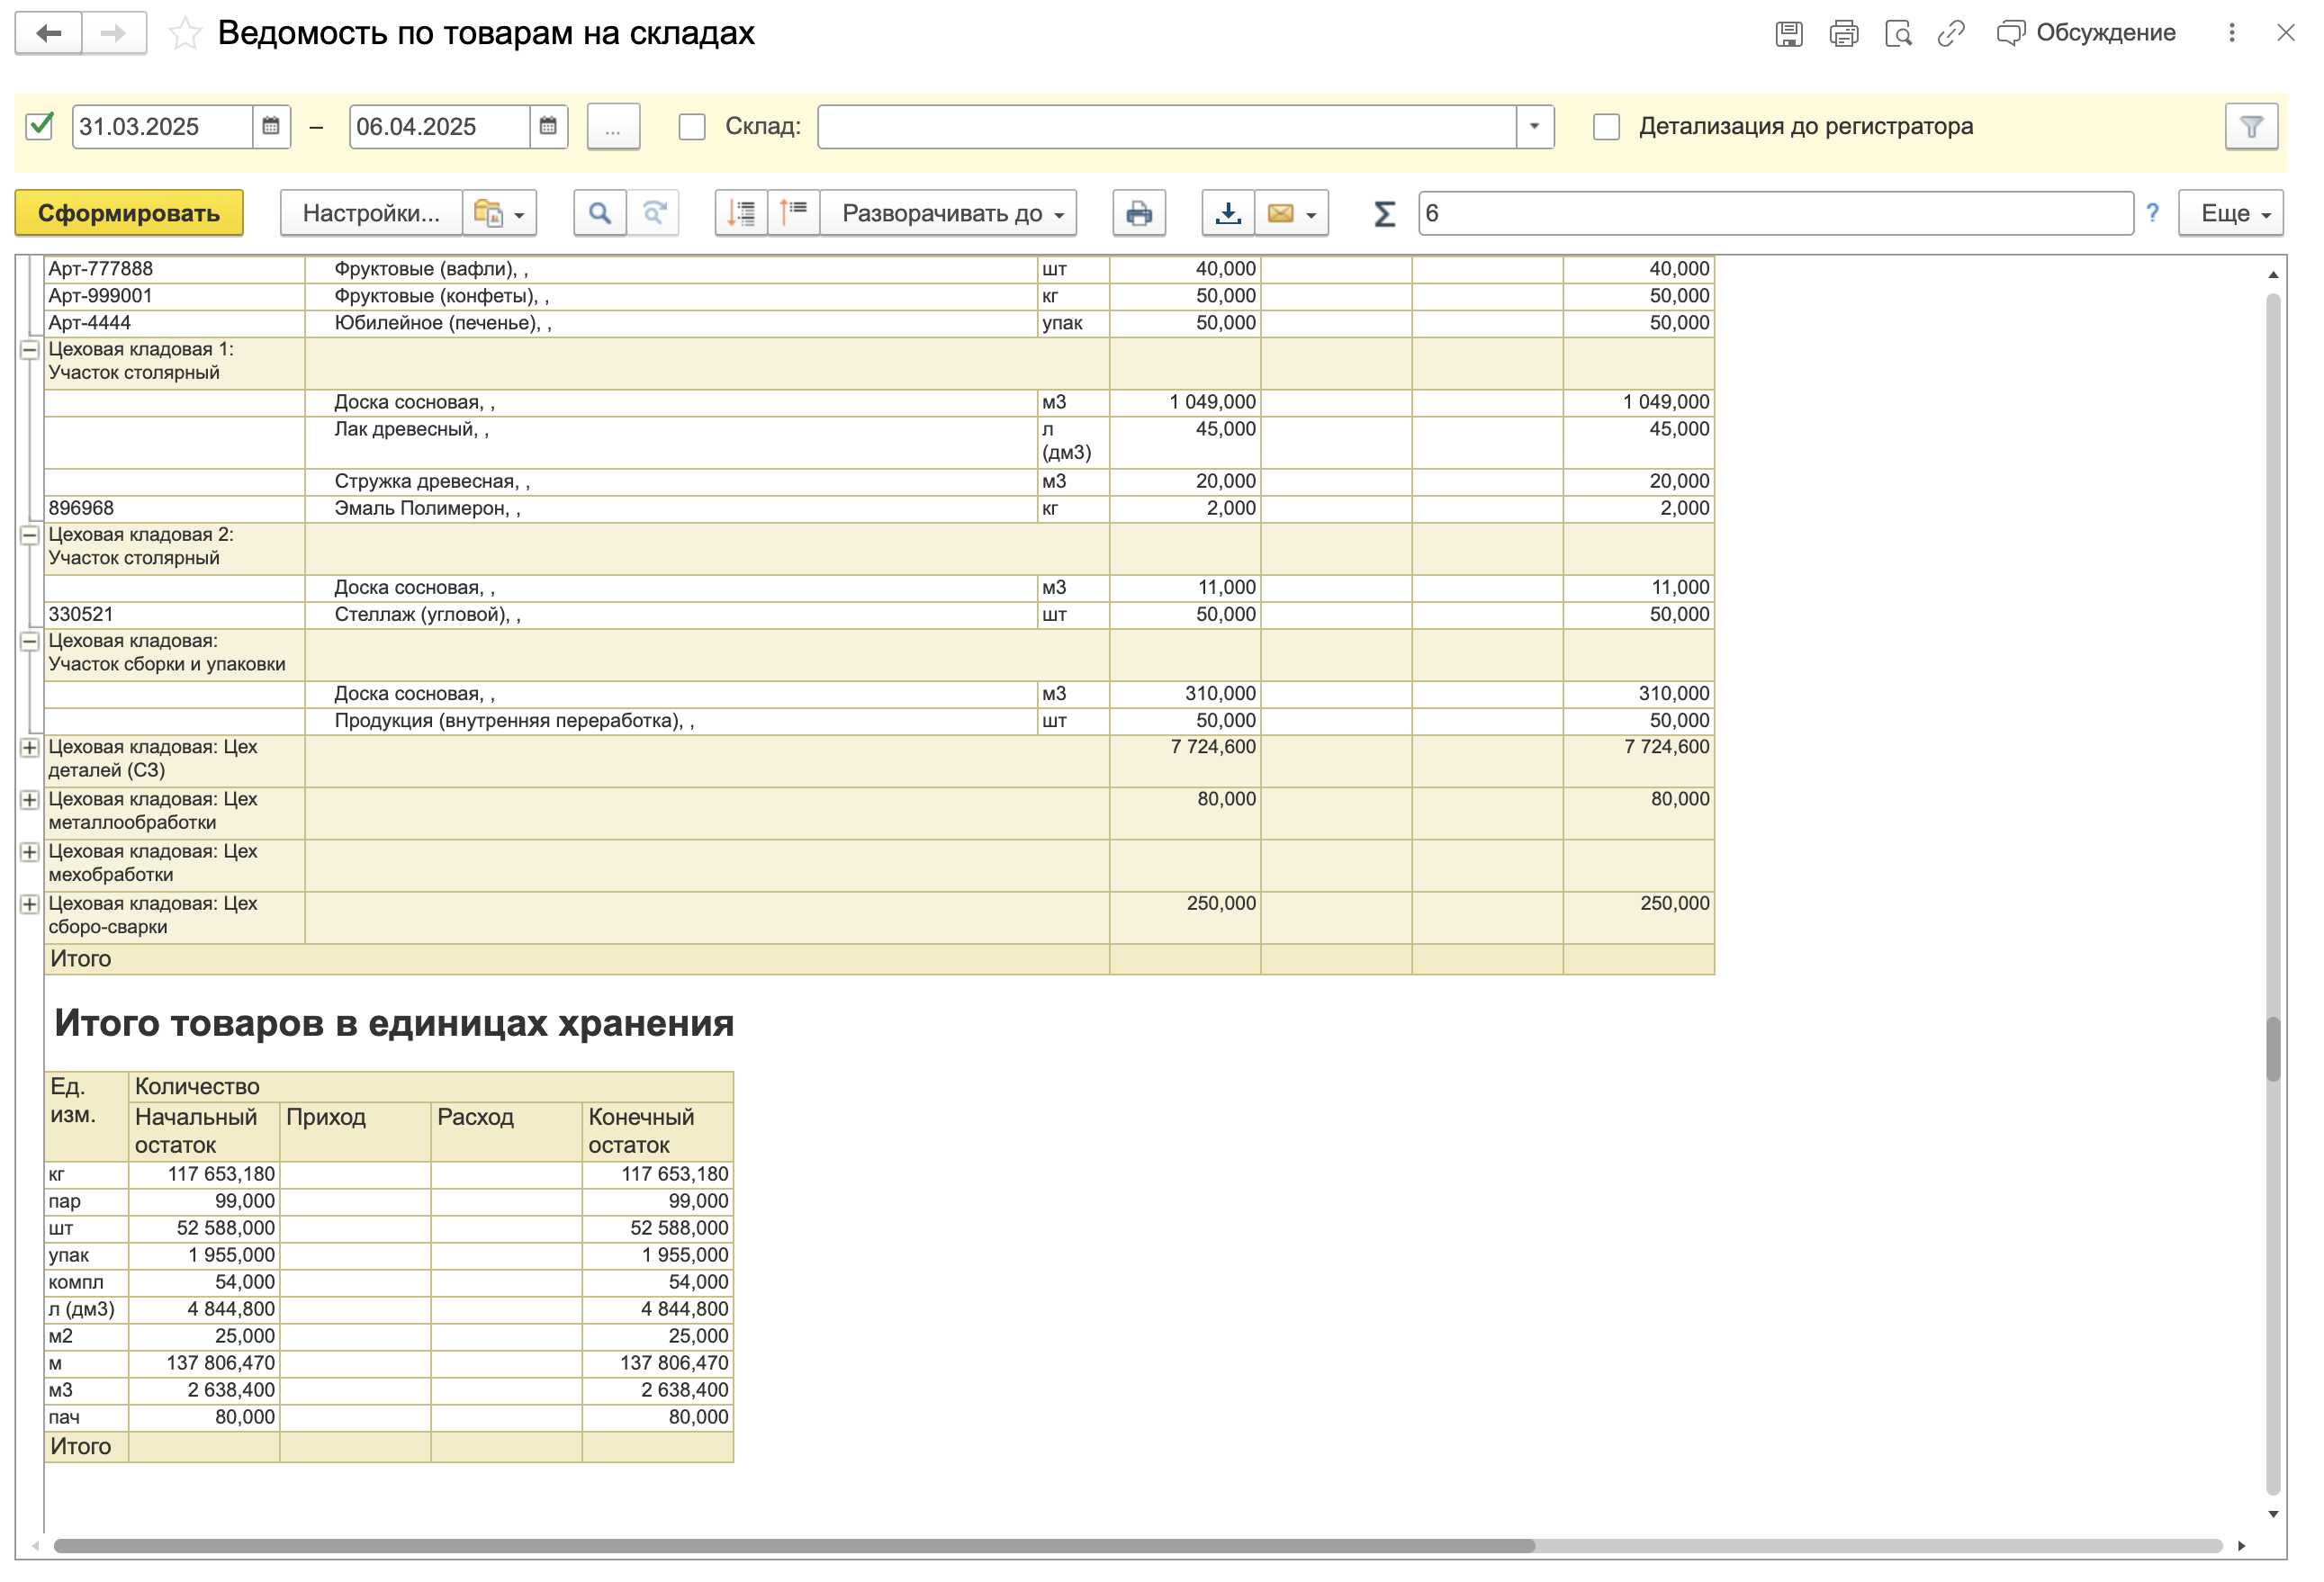 Ведомость по товарам на складах
Обсуждение
31.03.2025 – 06.04.2025 ... Склад: Детализация до регистратора
Сформировать Настройки... Разворачивать до Σ 6 ? Еще
Арт-777888 Фруктовые (вафли), , шт 40,000 40,000
Арт-999001 Фруктовые (конфеты), , кг 50,000 50,000
Арт-4444 Юбилейное (печенье), , упак 50,000 50,000
Цеховая кладовая 1:
Участок столярный
Доска сосновая, , м3 1 049,000 1 049,000
Лак древесный, , л 45,000 45,000
(дм3)
Стружка древесная, , м3 20,000 20,000
896968 Эмаль Полимерон, , кг 2,000 2,000
Цеховая кладовая 2:
Участок столярный
Доска сосновая, , м3 11,000 11,000
330521 Стеллаж (угловой), , шт 50,000 50,000
Цеховая кладовая:
Участок сборки и упаковки
Доска сосновая, , м3 310,000 310,000
Продукция (внутренняя переработка), , шт 50,000 50,000
Цеховая кладовая: Цех 7 724,600 7 724,600
деталей (СЗ)
Цеховая кладовая: Цех 80,000 80,000
металлообработки
Цеховая кладовая: Цех
мехобработки
Цеховая кладовая: Цех 250,000 250,000
сборо-сварки
Итого
Итого товаров в единицах хранения
Ед. Количество
изм. Начальный Приход Расход Конечный
остаток остаток
кг 117 653,180 117 653,180
пар 99,000 99,000
шт 52 588,000 52 588,000
упак 1 955,000 1 955,000
компл 54,000 54,000
л (дм3) 4 844,800 4 844,800
м2 25,000 25,000
м 137 806,470 137 806,470
м3 2 638,400 2 638,400
пач 80,000 80,000
Итого